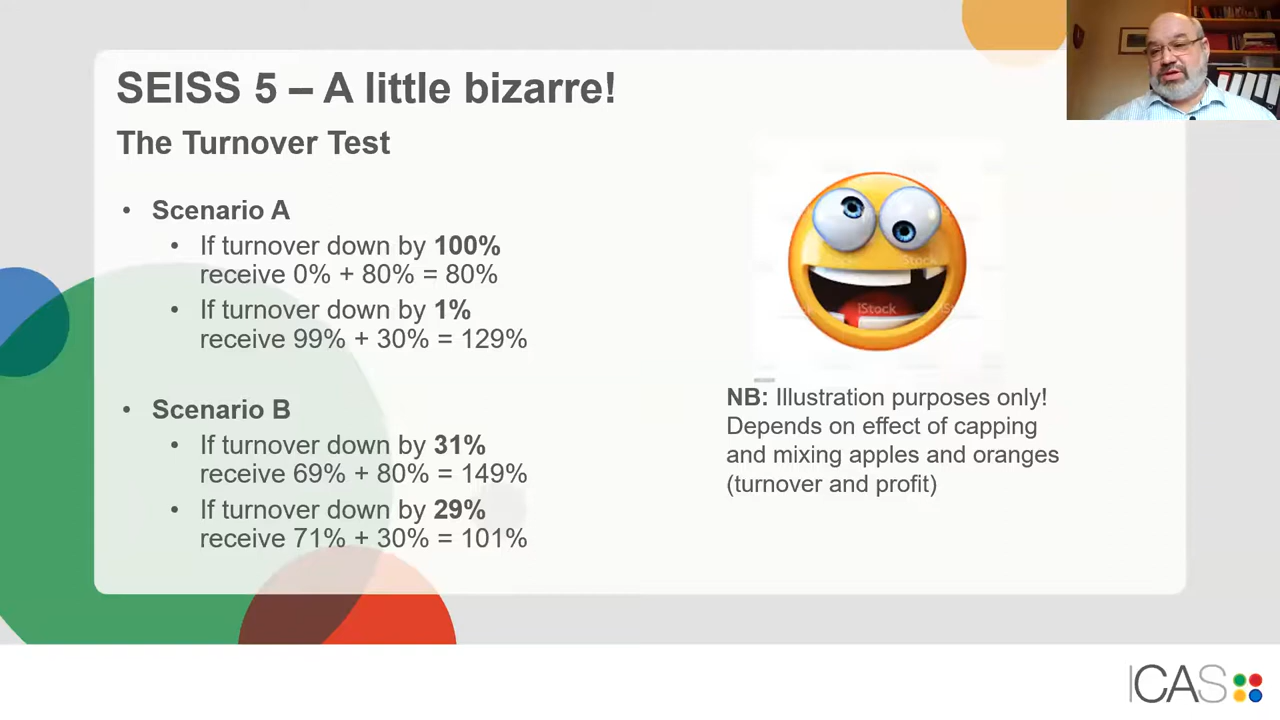 SEISS 5 – A little bizarre!
The Turnover Test
• Scenario A
• If turnover down by 100%
receive 0% + 80% = 80%
• If turnover down by 1%
receive 99% + 30% = 129%
• Scenario B
• If turnover down by 31%
receive 69% + 80% = 149%
• If turnover down by 29%
receive 71% + 30% = 101%
iStock
NB: Illustration purposes only!
Depends on effect of capping
and mixing apples and oranges
(turnover and profit)
ICAS